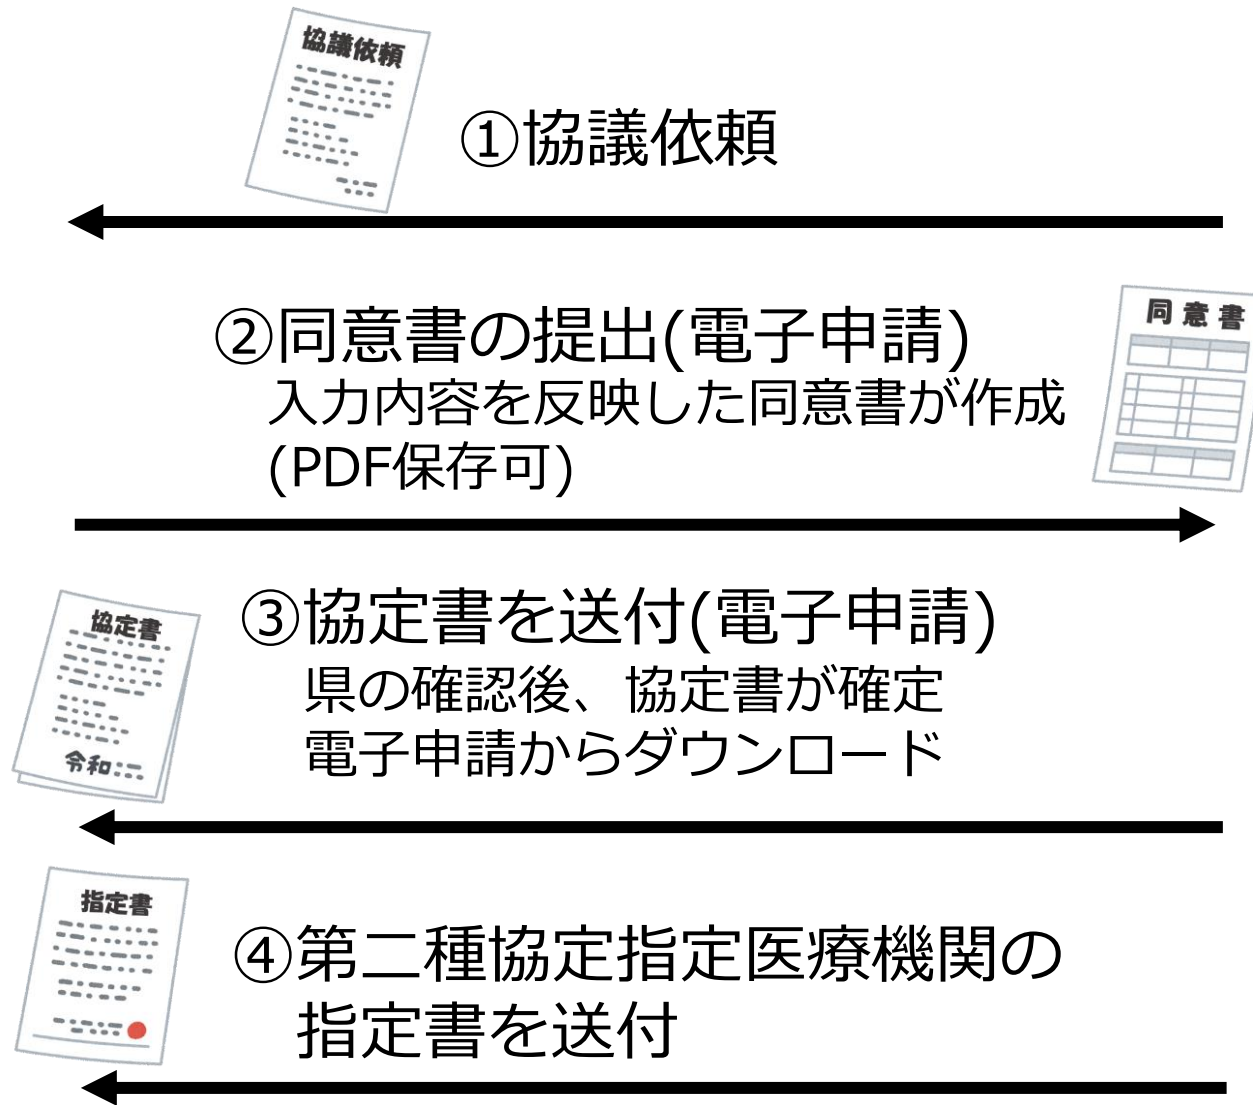 協議依頼
①協議依頼
②同意書の提出(電子申請)
入力内容を反映した同意書が作成
(PDF保存可)
同意書
③協定書を送付(電子申請)
県の確認後、協定書が確定
電子申請からダウンロード
協定書
令和
④第二種協定指定医療機関の
指定書を送付
指定書